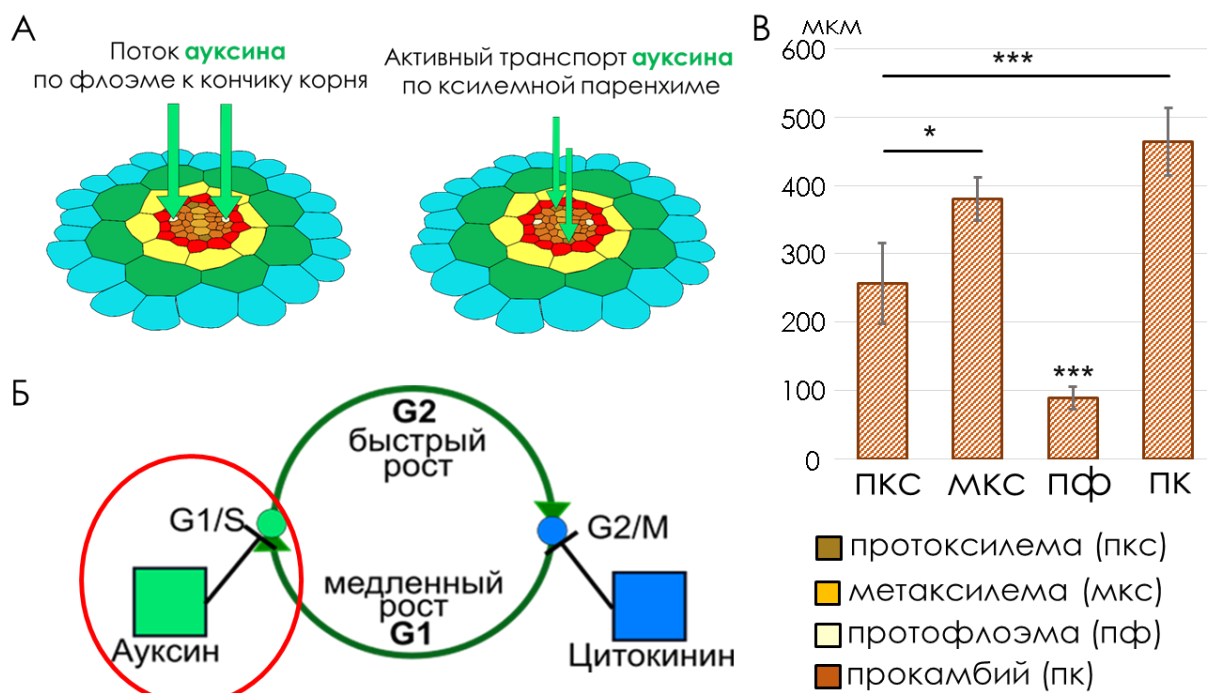 А
Поток ауксина
по флоэме к кончику корня
Активный транспорт ауксина
по ксилемной паренхиме
Б
G2
быстрый
рост
G1/S
G2/M
медленный
рост
G1
Ауксин
Цитокинин
В
мкм
600
500
400
300
200
100
0
***
*
***
пкс
мкс
пф
пк
протоксилема (пкс)
метаксилема (мкс)
протофлоэма (пф)
прокамбий (пк)